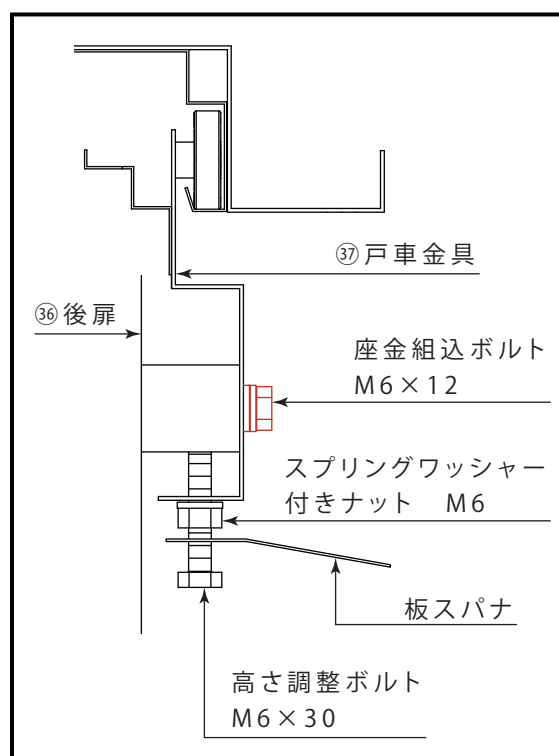 ㊲戸車金具
㊱後扉
座金組込ボルト
M6×12
スプリングワッシャー
付きナット　M6
板スパナ
高さ調整ボルト
M6×30